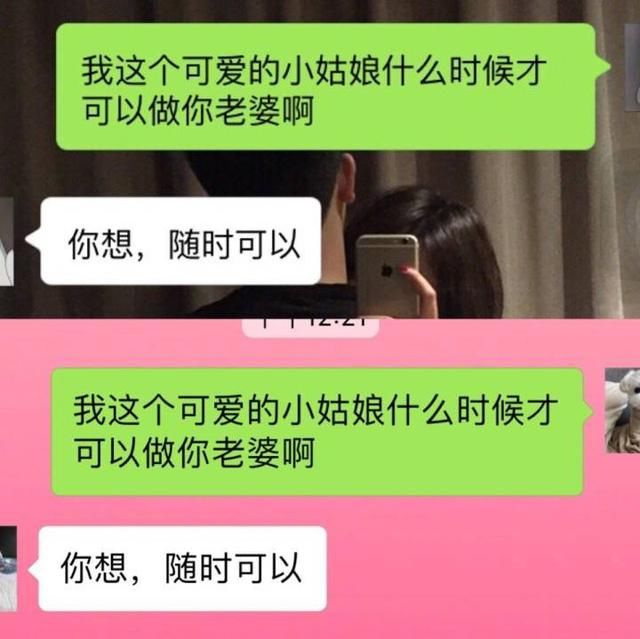 我这个可爱的小姑娘什么时候才
可以做你老婆啊
你想，随时可以
12:21
我这个可爱的小姑娘什么时候才
可以做你老婆啊
你想，随时可以